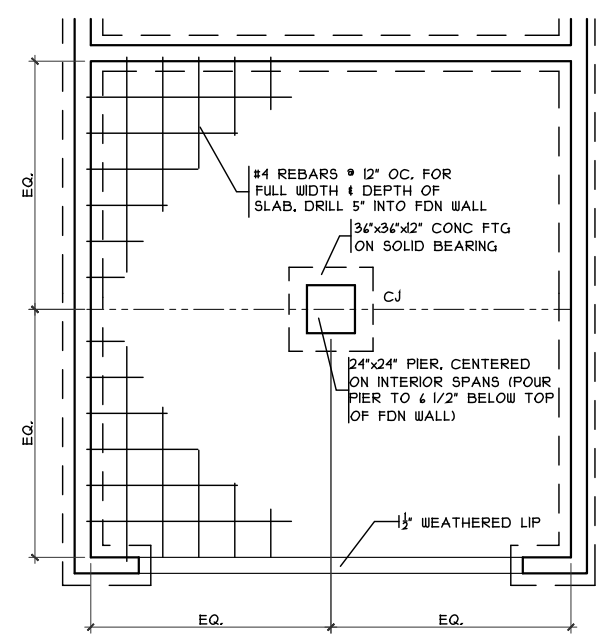 #4 REBARS @ 12" OC. FOR
FULL WIDTH & DEPTH OF
SLAB. DRILL 5" INTO FDN WALL
36"x36"x12" CONC FTG
ON SOLID BEARING
EQ.
CJ
24"x24" PIER, CENTERED
ON INTERIOR SPANS (POUR
PIER TO 6 1/2" BELOW TOP
OF FDN WALL)
EQ.
1½" WEATHERED LIP
EQ.
EQ.